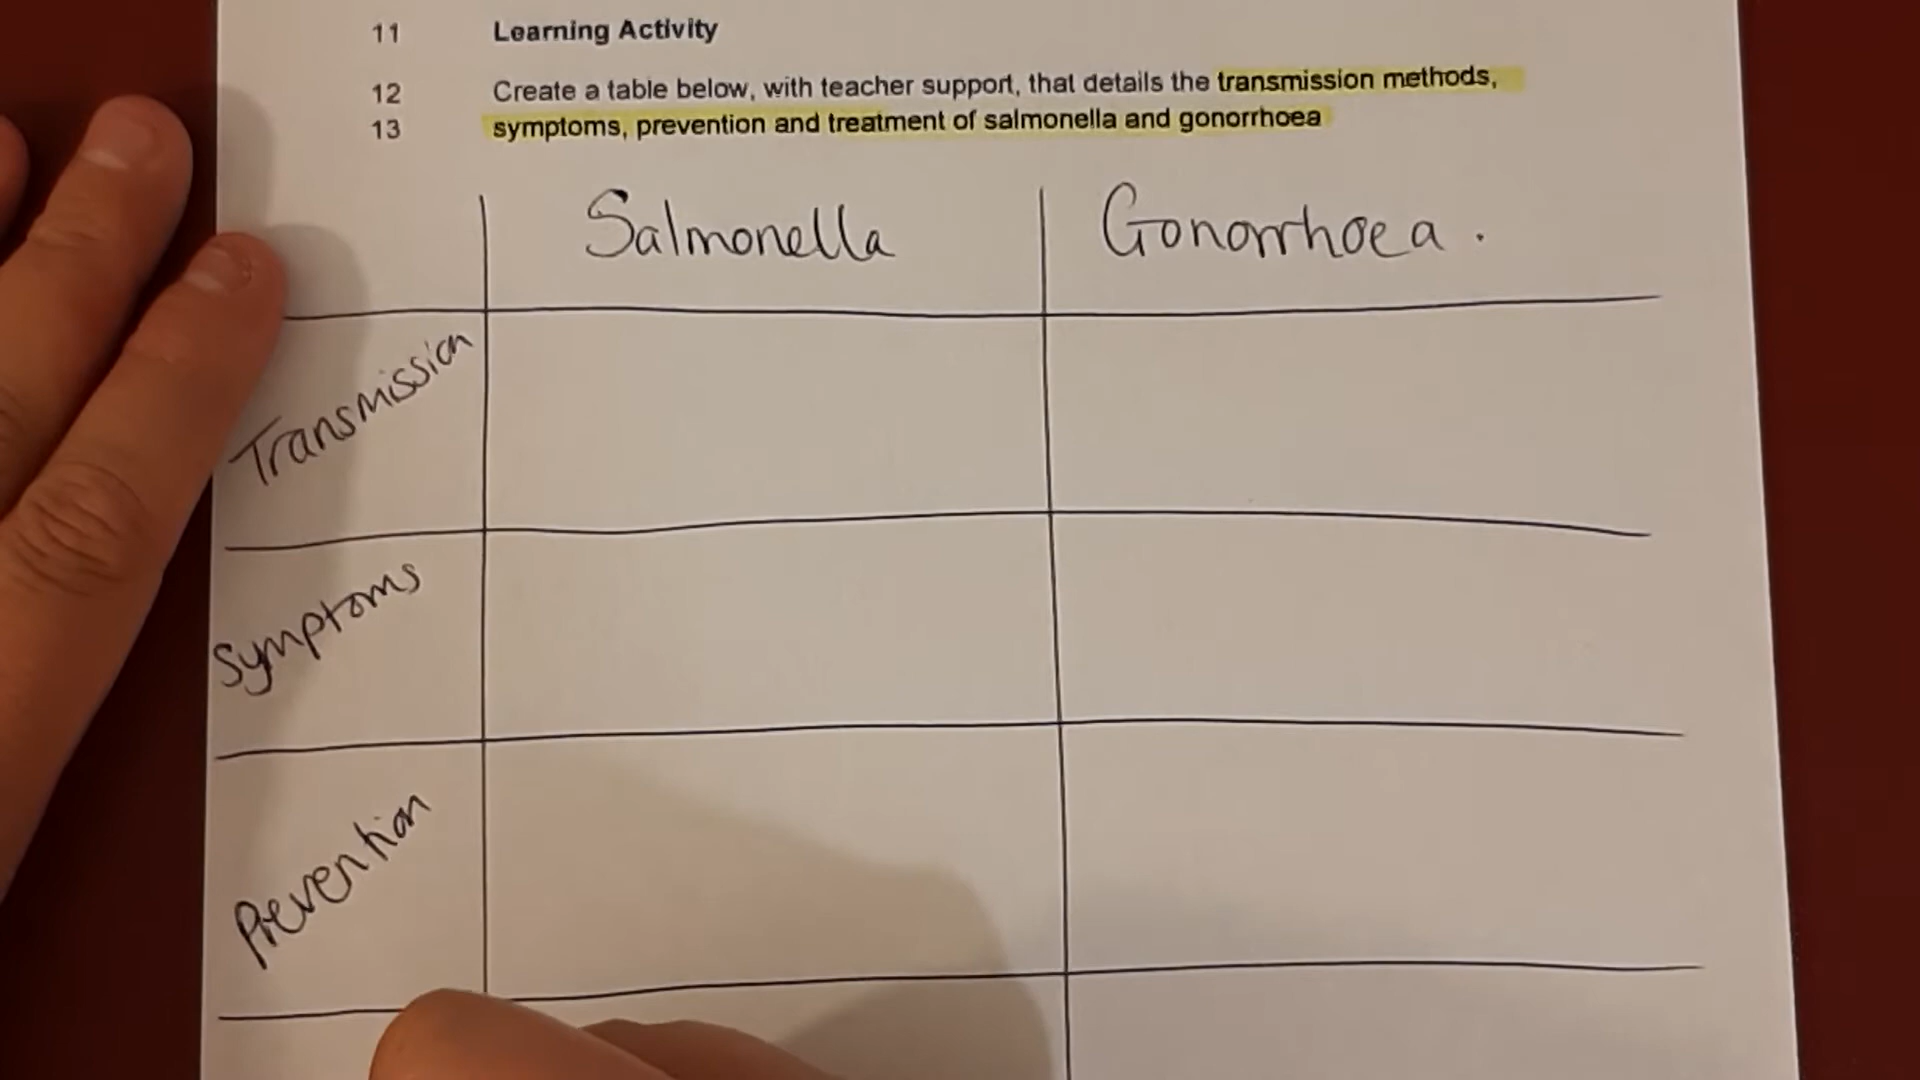 11 Learning Activity
12 Create a table below, with teacher support, that details the transmission methods,
13 symptoms, prevention and treatment of salmonella and gonorrhoea
Salmonella Gonorrhoea.
Transmission
Symptoms
Prevention